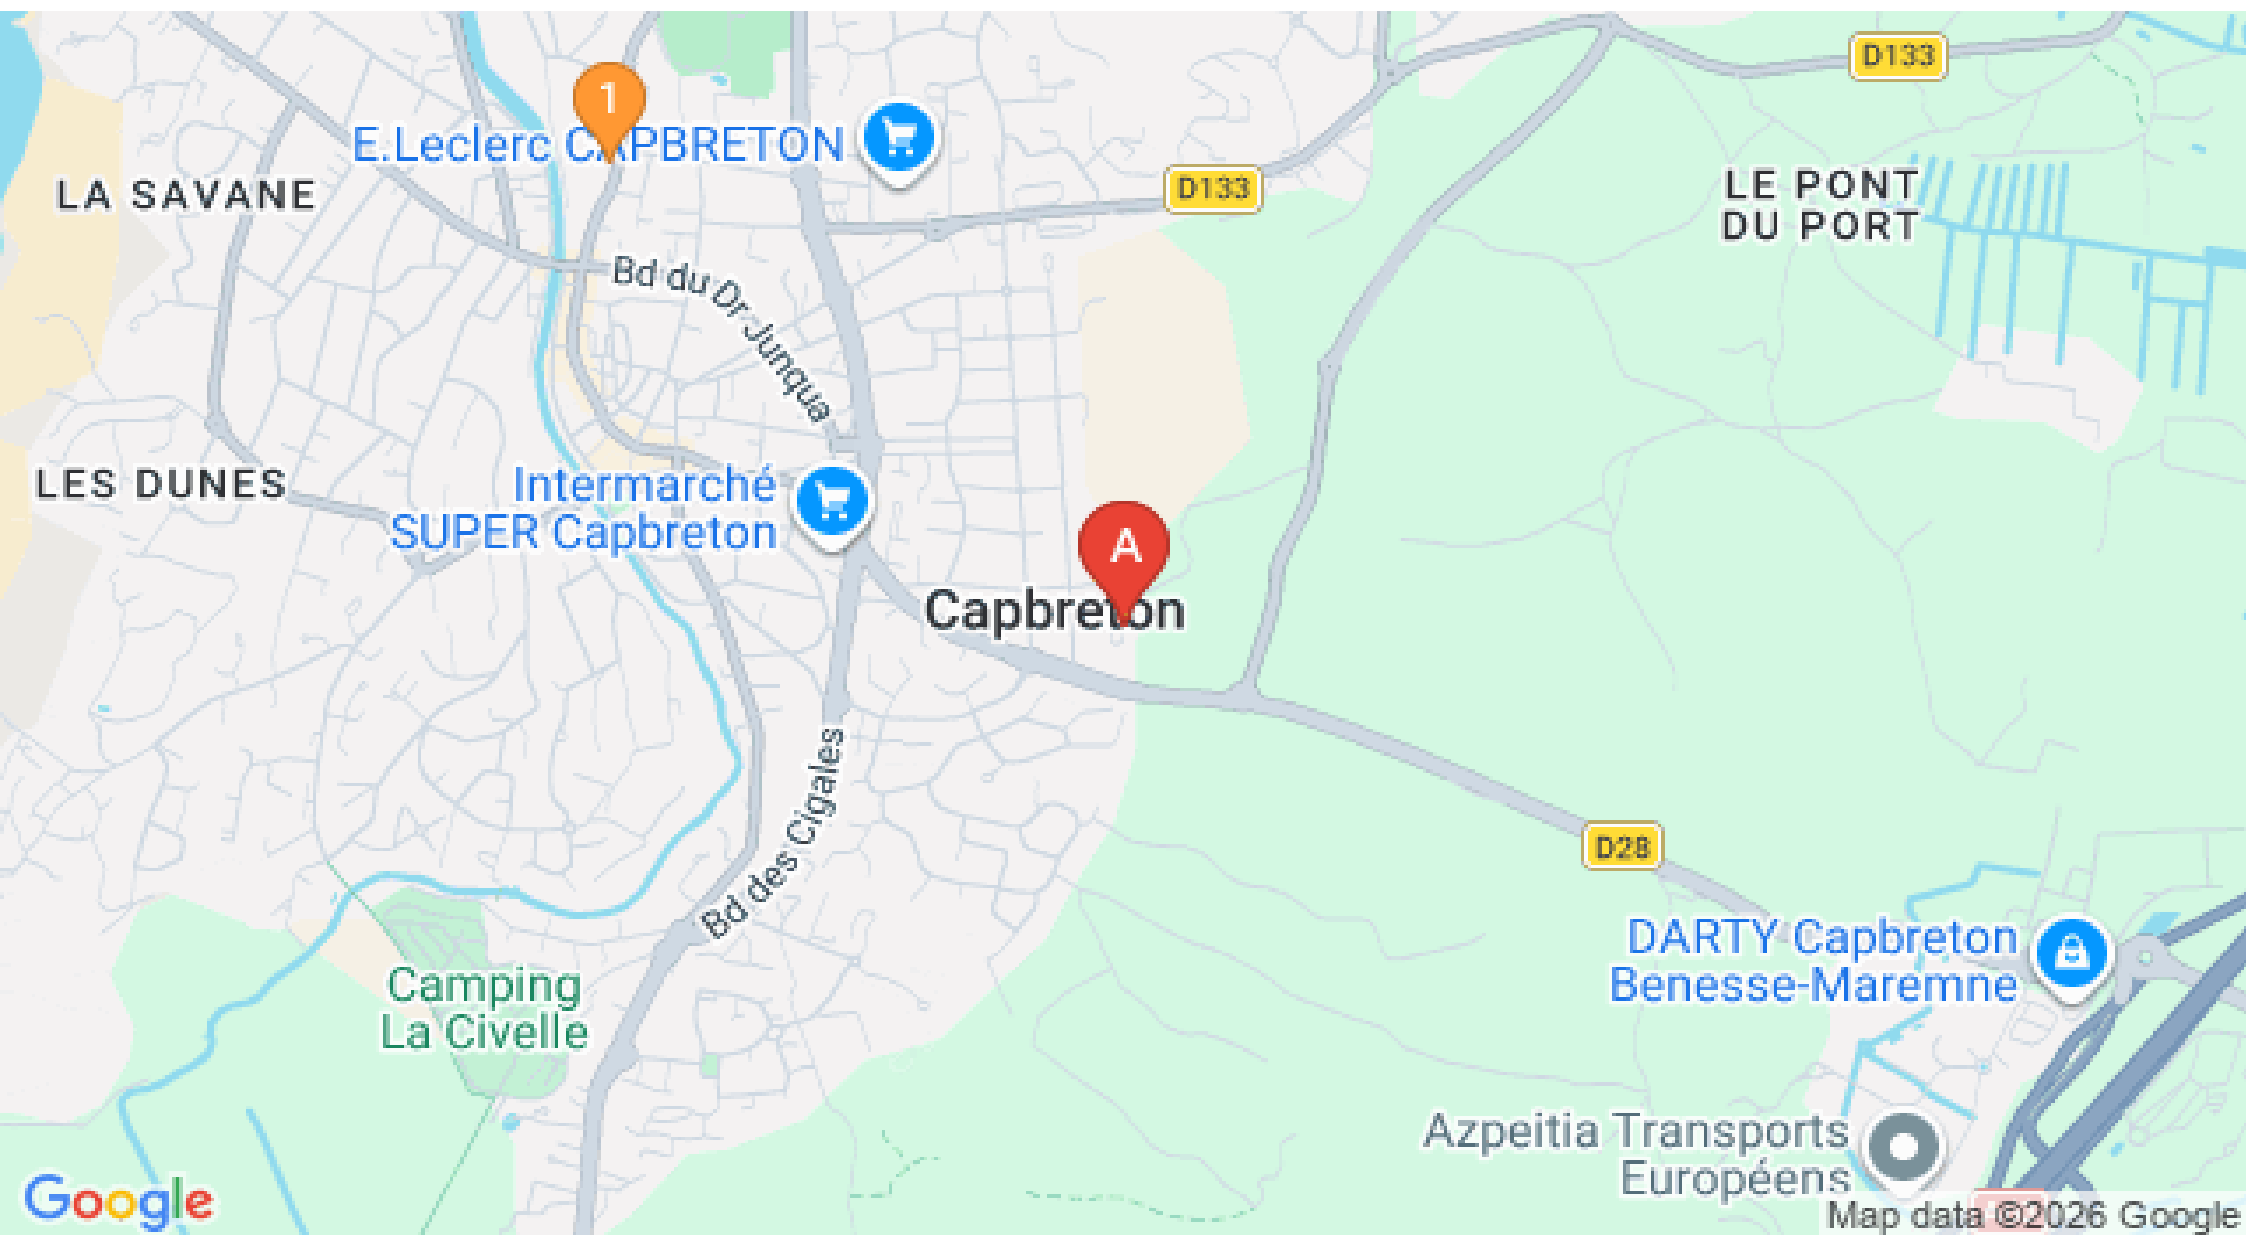 D133
1
E.Leclerc CAPBRETON
LA SAVANE
D133
LE PONT
DU PORT
Bd du Dr Junqua
LES DUNES
Intermarché
SUPER Capbreton
A
Capbreton
Bd des Cigales
D28
DARTY Capbreton
Benesse-Maremne
Camping
La Civelle
Azpeitia Transports
Européens
Google
Map data ©2026 Google